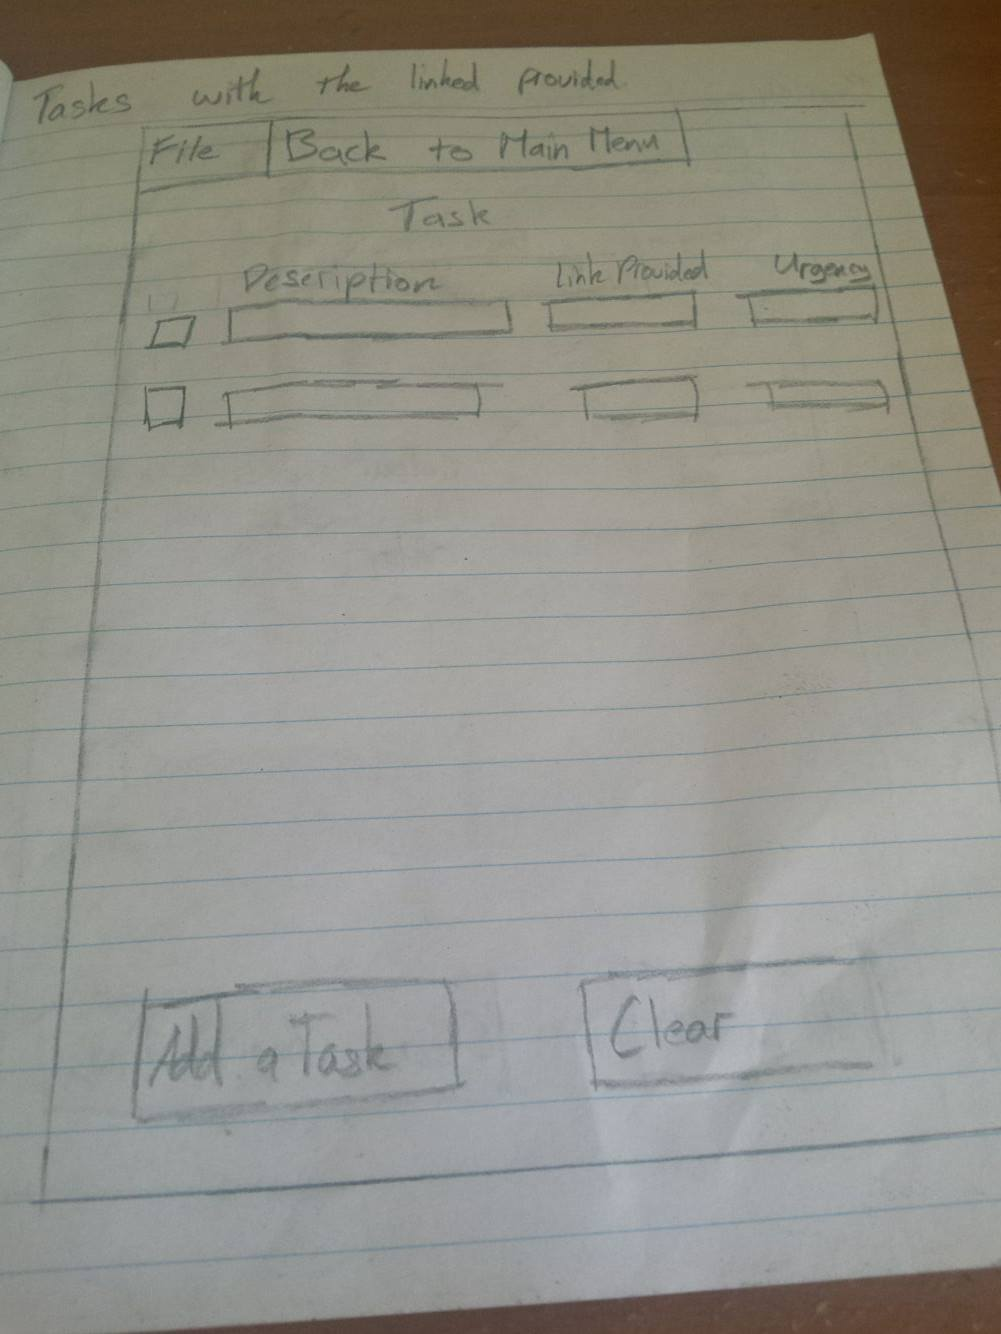 Tasks with the linked provided
File Back to Main Menu
Task
Description Link Provided Urgency
Add a Task Clear